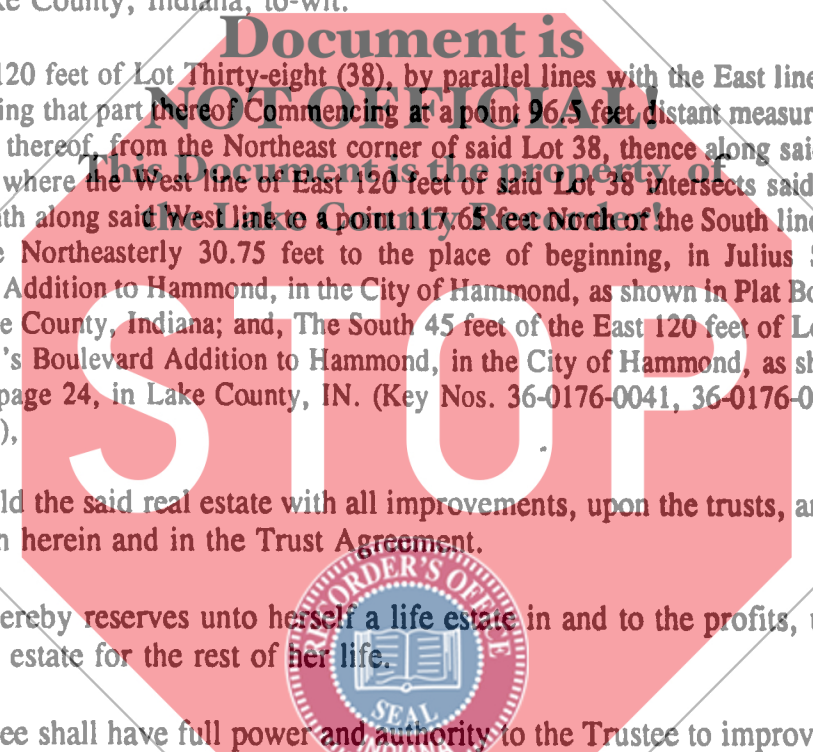 ke County, Indiana, to-wit:
Document is
120 feet of Lot Thirty-eight (38), by parallel lines with the East line
NOT OFFICIAL!
ing that part thereof Commencing at a point 96.5 feet distant measur
thereof, from the Northeast corner of said Lot 38, thence along sai
This Document is the property of
where the West line of East 120 feet of said Lot 38 intersects said
the Lake County Recorder!
th along said West line to a point 117.65 feet North of the South line
e Northeasterly 30.75 feet to the place of beginning, in Julius
Addition to Hammond, in the City of Hammond, as shown in Plat Bo
e County, Indiana; and, The South 45 feet of the East 120 feet of L
's Boulevard Addition to Hammond, in the City of Hammond, as sh
page 24, in Lake County, IN. (Key Nos. 36-0176-0041, 36-0176-0
),
STOP
ld the said real estate with all improvements, upon the trusts, a
n herein and in the Trust Agreement.
RECORDER'S OFFICE
ereby reserves unto herself a life estate in and to the profits,
estate for the rest of her life.
SEAL
INDIANA
ee shall have full power and authority to the Trustee to improv